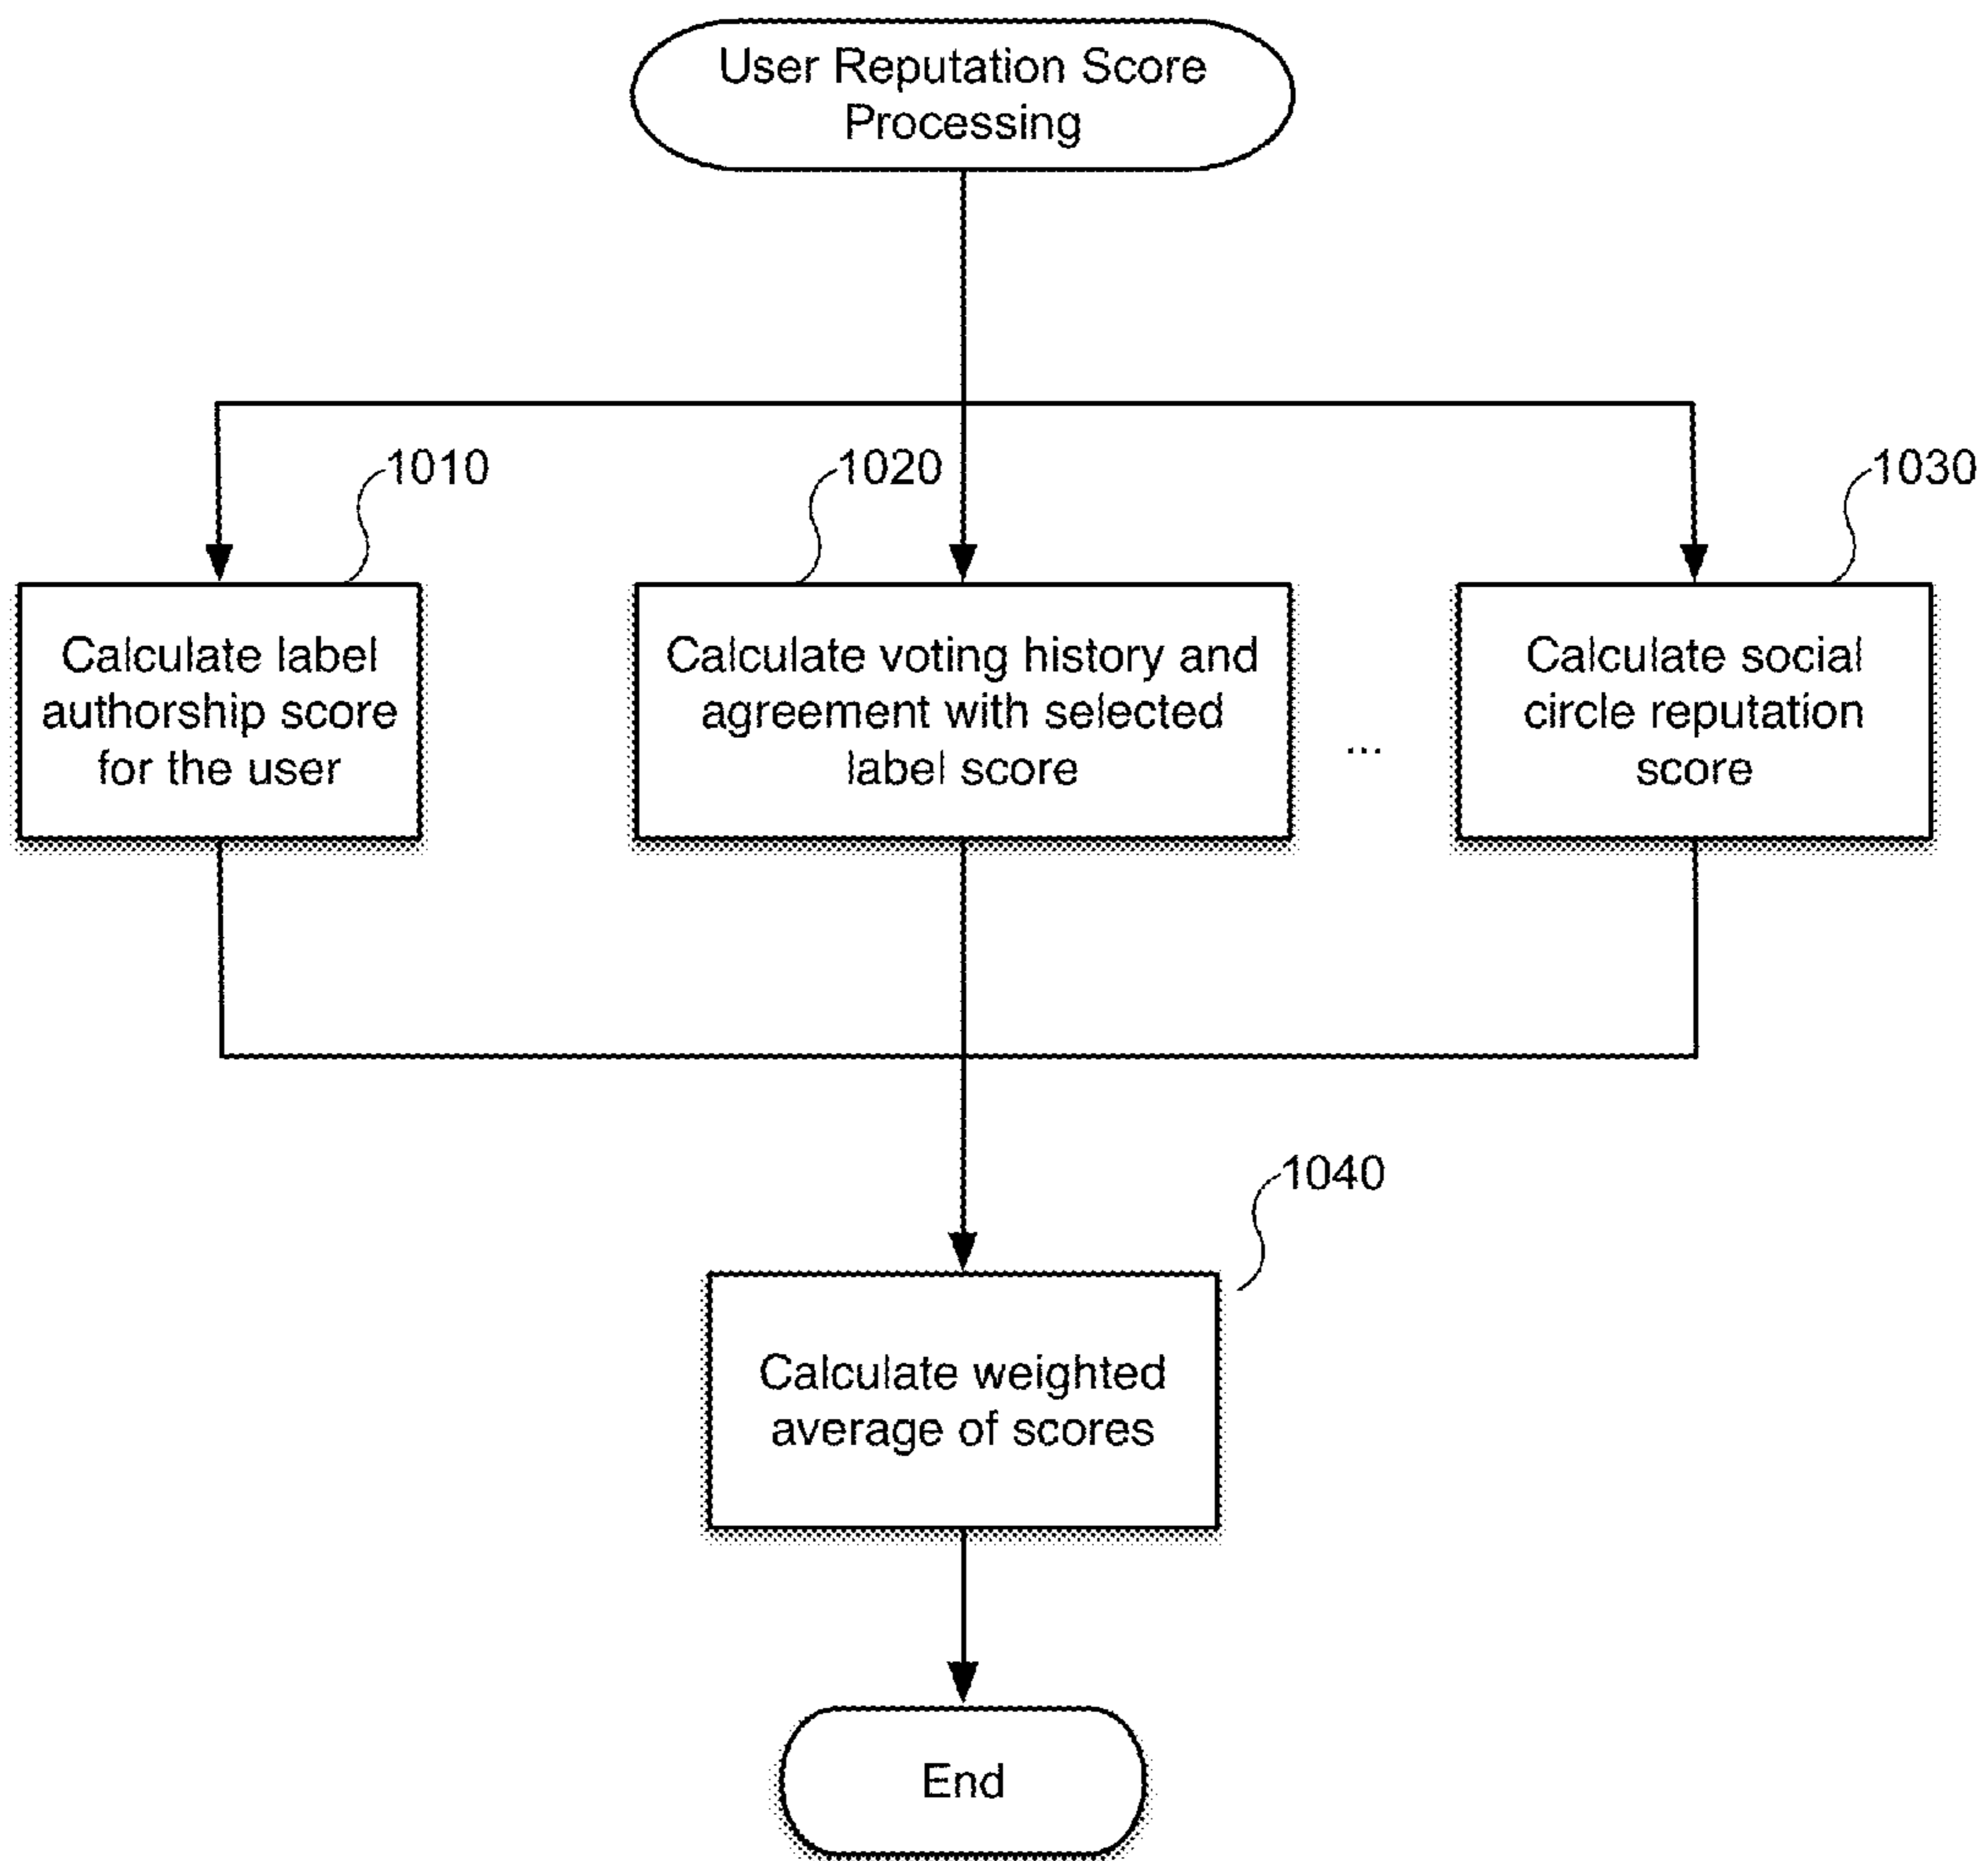 User Reputation Score
Processing
1010
1020
1030
Calculate label
authorship score
for the user
Calculate voting history and
agreement with selected
label score
...
Calculate social
circle reputation
score
1040
Calculate weighted
average of scores
End